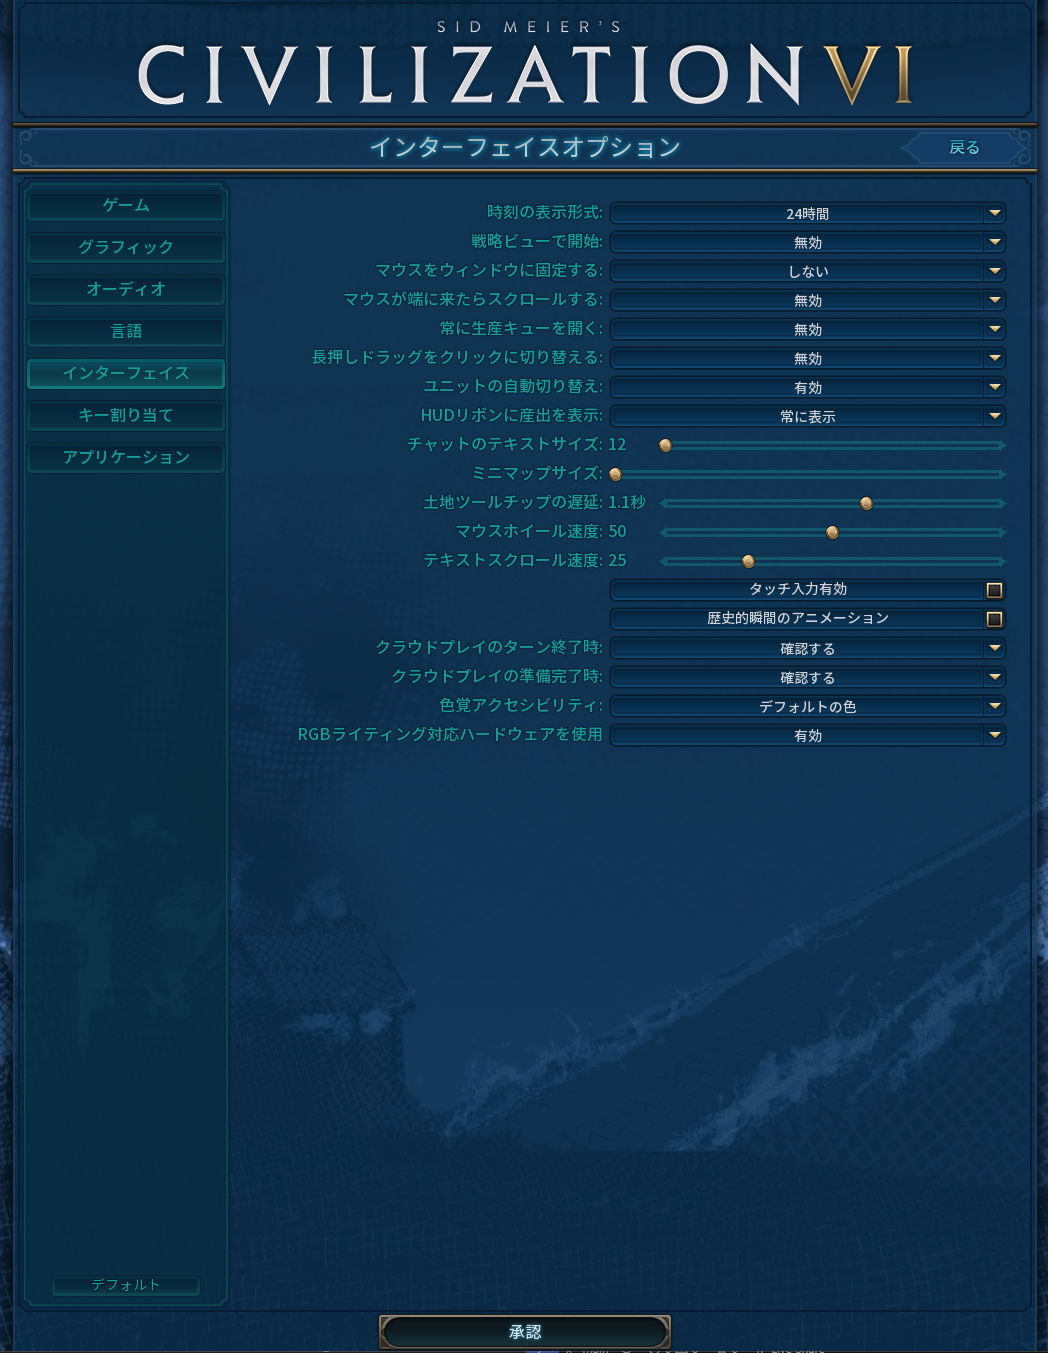 SID MEIER'S
CIVILIZATION VI
インターフェイスオプション
戻る
ゲーム
グラフィック
オーディオ
言語
インターフェイス
キー割り当て
アプリケーション
時刻の表示形式: 24時間
戦略ビューで開始: 無効
マウスをウィンドウに固定する: しない
マウスが端に来たらスクロールする: 無効
常に生産キューを開く: 無効
長押しドラッグをクリックに切り替える: 無効
ユニットの自動切り替え: 有効
HUDリボンに産出を表示: 常に表示
チャットのテキストサイズ: 12
ミニマップサイズ:
土地ツールチップの遅延: 1.1秒
マウスホイール速度: 50
テキストスクロール速度: 25
タッチ入力有効
歴史的瞬間のアニメーション
クラウドプレイのターン終了時: 確認する
クラウドプレイの準備完了時: 確認する
色覚アクセシビリティ: デフォルトの色
RGBライティング対応ハードウェアを使用 有効
デフォルト
承認